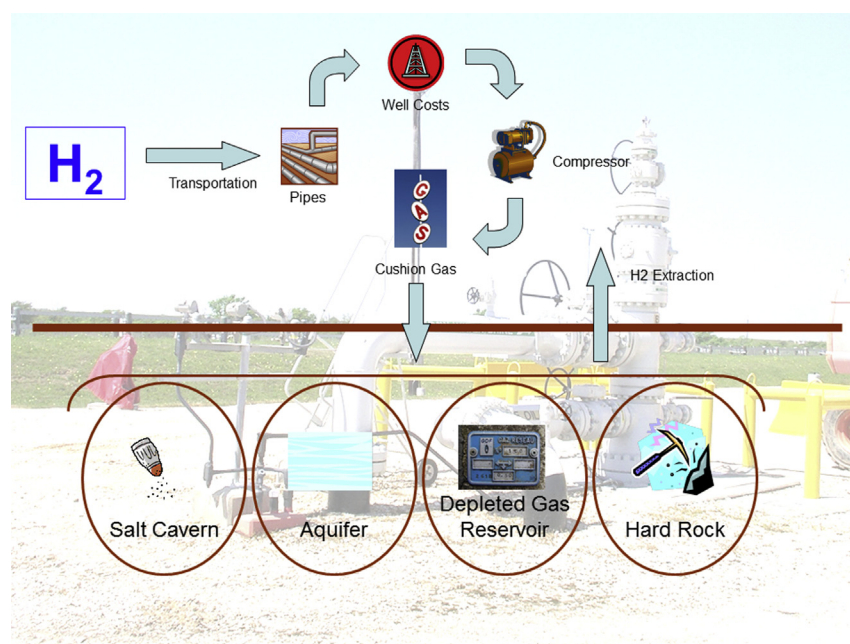 Well Costs
H2
Transportation
Pipes
Compressor
GAS
Cushion Gas
H2 Extraction
Salt Cavern
Aquifer
Depleted Gas
Reservoir
Hard Rock